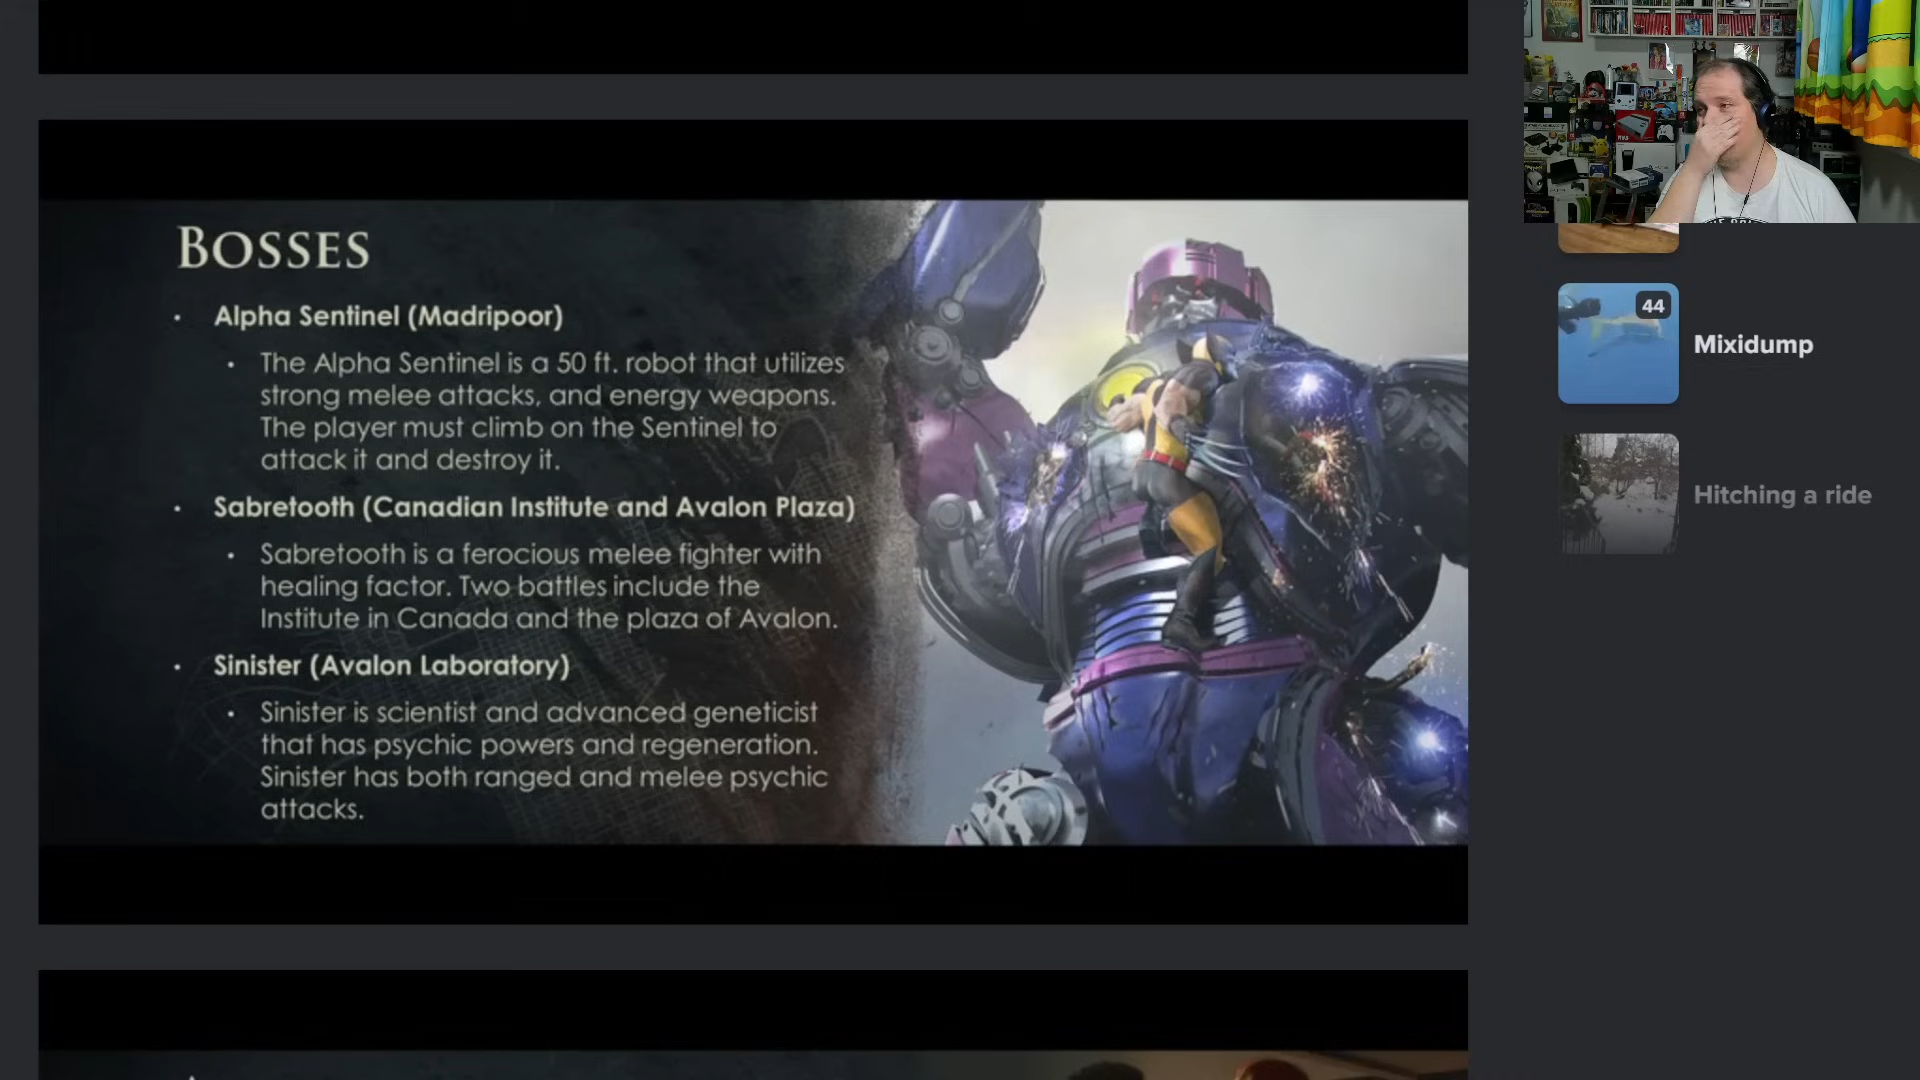 BOSSES
• Alpha Sentinel (Madripoor)
• The Alpha Sentinel is a 50 ft. robot that utilizes
strong melee attacks, and energy weapons.
The player must climb on the Sentinel to
attack it and destroy it.
• Sabretooth (Canadian Institute and Avalon Plaza)
• Sabretooth is a ferocious melee fighter with
healing factor. Two battles include the
Institute in Canada and the plaza of Avalon.
• Sinister (Avalon Laboratory)
• Sinister is scientist and advanced geneticist
that has psychic powers and regeneration.
Sinister has both ranged and melee psychic
attacks.
44
Mixidump
Hitching a ride